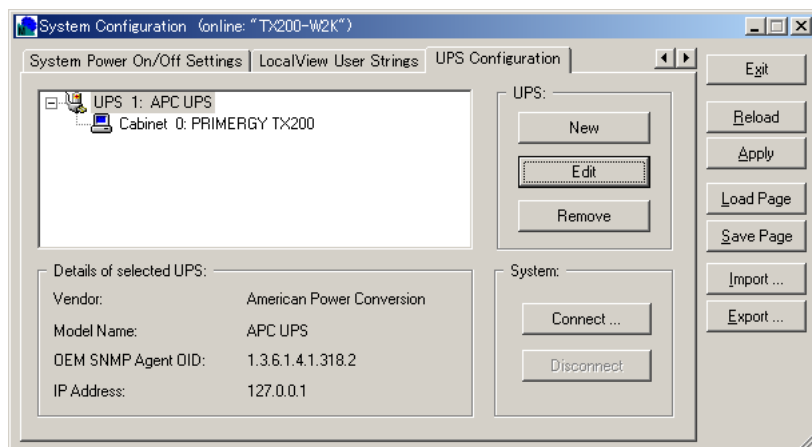 System Configuration (online: "TX200-W2K")
System Power On/Off Settings
LocalView User Strings
UPS Configuration
UPS 1: APC UPS
Cabinet 0: PRIMERGY TX200
UPS:
New
Edit
Remove
Details of selected UPS:
Vendor: American Power Conversion
Model Name: APC UPS
OEM SNMP Agent OID: 1.3.6.1.4.1.318.2
IP Address: 127.0.0.1
System:
Connect ...
Disconnect
Exit
Reload
Apply
Load Page
Save Page
Import ...
Export ...